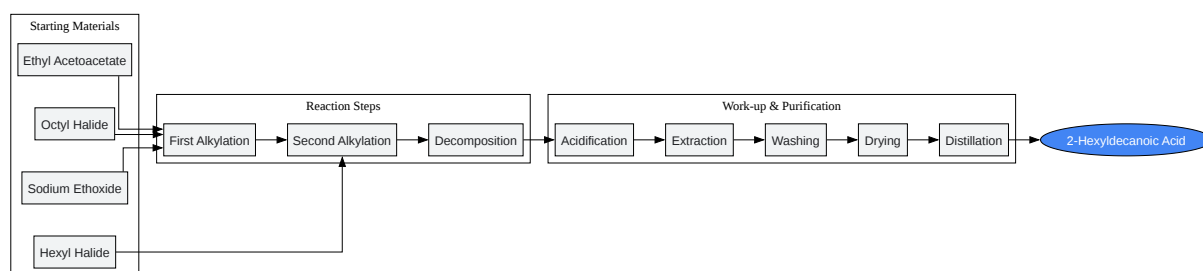 Starting Materials
Ethyl Acetoacetate
Octyl Halide
Sodium Ethoxide
Hexyl Halide
Reaction Steps
First Alkylation
Second Alkylation
Decomposition
Work-up & Purification
Acidification
Extraction
Washing
Drying
Distillation
2-Hexyldecanoic Acid